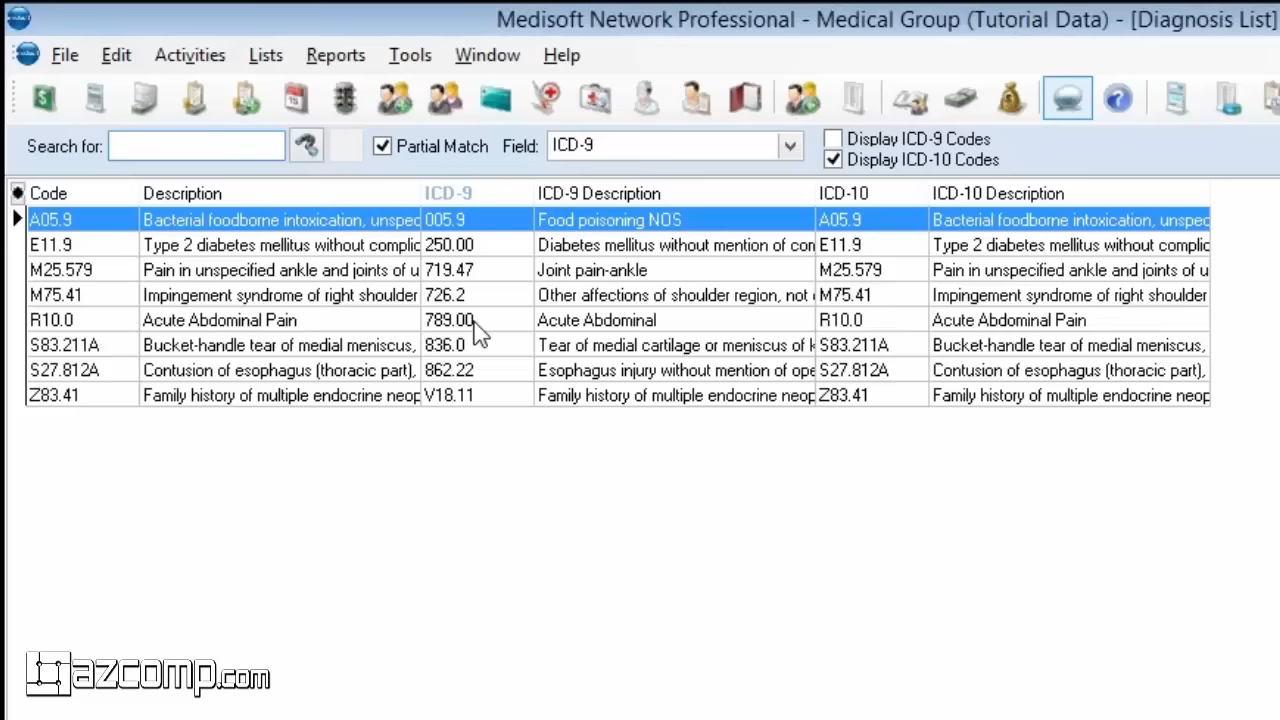 Medisoft Network Professional - Medical Group (Tutorial Data) - [Diagnosis List]
File Edit Activities Lists Reports Tools Window Help
Search for: Partial Match Field: ICD-9 Display ICD-9 Codes
Display ICD-10 Codes
Code Description ICD-9 ICD-9 Description ICD-10 ICD-10 Description
A05.9 Bacterial foodborne intoxication, unspec 005.9 Food poisoning NOS A05.9 Bacterial foodborne intoxication, unspec
E11.9 Type 2 diabetes mellitus without complic 250.00 Diabetes mellitus without mention of con E11.9 Type 2 diabetes mellitus without complic
M25.579 Pain in unspecified ankle and joints of u 719.47 Joint pain-ankle M25.579 Pain in unspecified ankle and joints of u
M75.41 Impingement syndrome of right shoulder 726.2 Other affections of shoulder region, not M75.41 Impingement syndrome of right shoulder
R10.0 Acute Abdominal Pain 789.00 Acute Abdominal R10.0 Acute Abdominal Pain
S83.211A Bucket-handle tear of medial meniscus, 836.0 Tear of medial cartilage or meniscus of k S83.211A Bucket-handle tear of medial meniscus,
S27.812A Contusion of esophagus (thoracic part), 862.22 Esophagus injury without mention of ope S27.812A Contusion of esophagus (thoracic part),
Z83.41 Family history of multiple endocrine neop V18.11 Family history of multiple endocrine neop Z83.41 Family history of multiple endocrine neop
azcomp.com